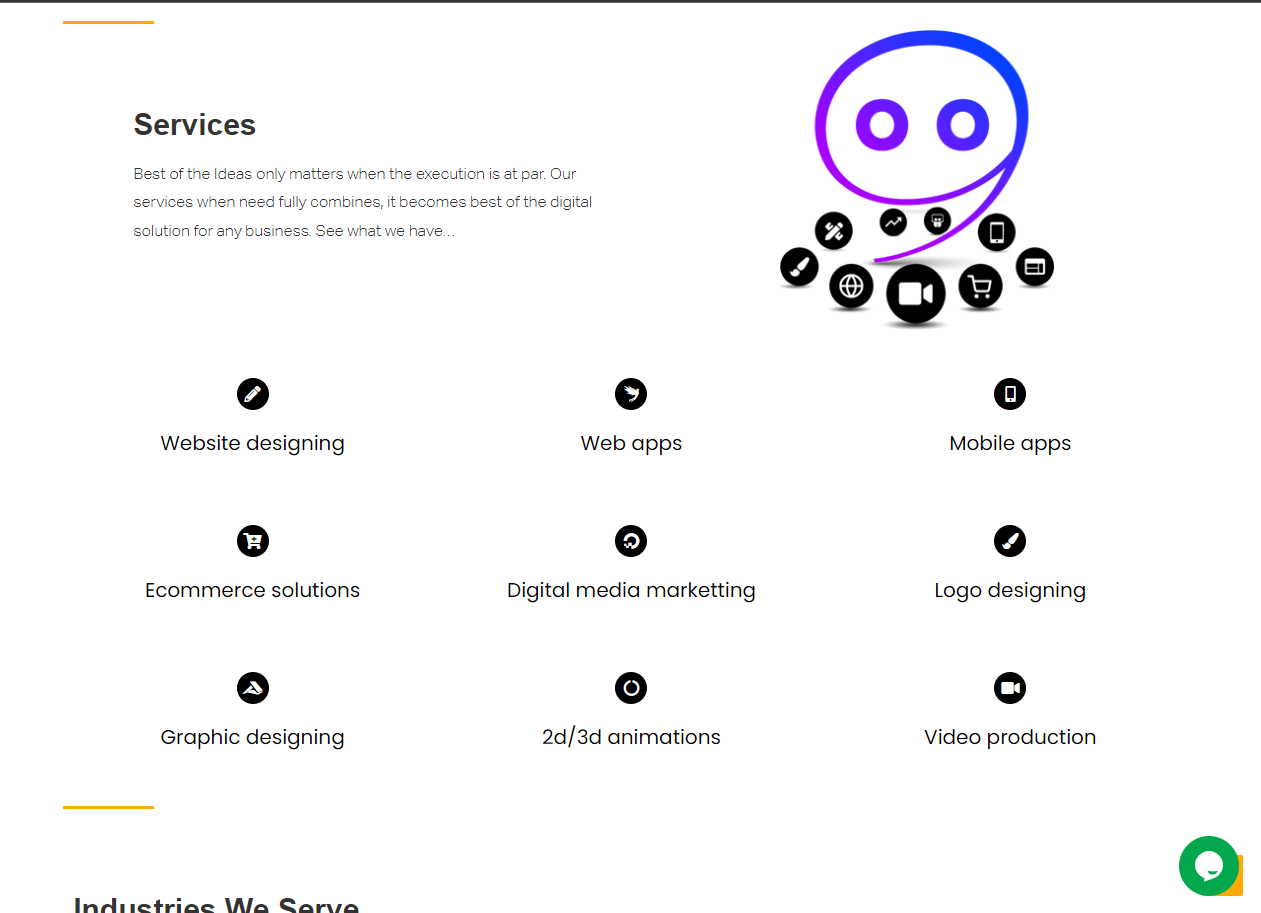 Services
Best of the Ideas only matters when the execution is at par. Our
services when need fully combines, it becomes best of the digital
solution for any business. See what we have…
Website designing
Web apps
Mobile apps
Ecommerce solutions
Digital media marketting
Logo designing
Graphic designing
2d/3d animations
Video production
Industries We Serve